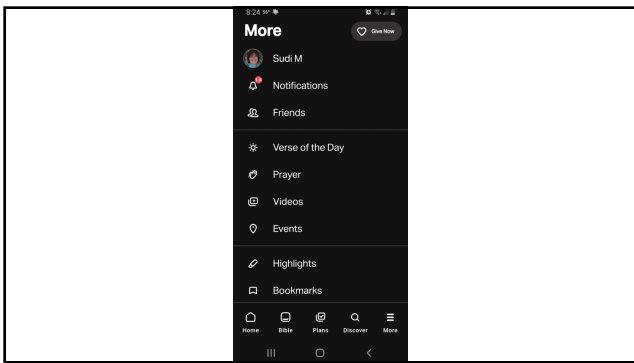 8:24 56°
More
Give Now
Sudi M
Notifications
Friends
Verse of the Day
Prayer
Videos
Events
Highlights
Bookmarks
Home Bible Plans Discover More